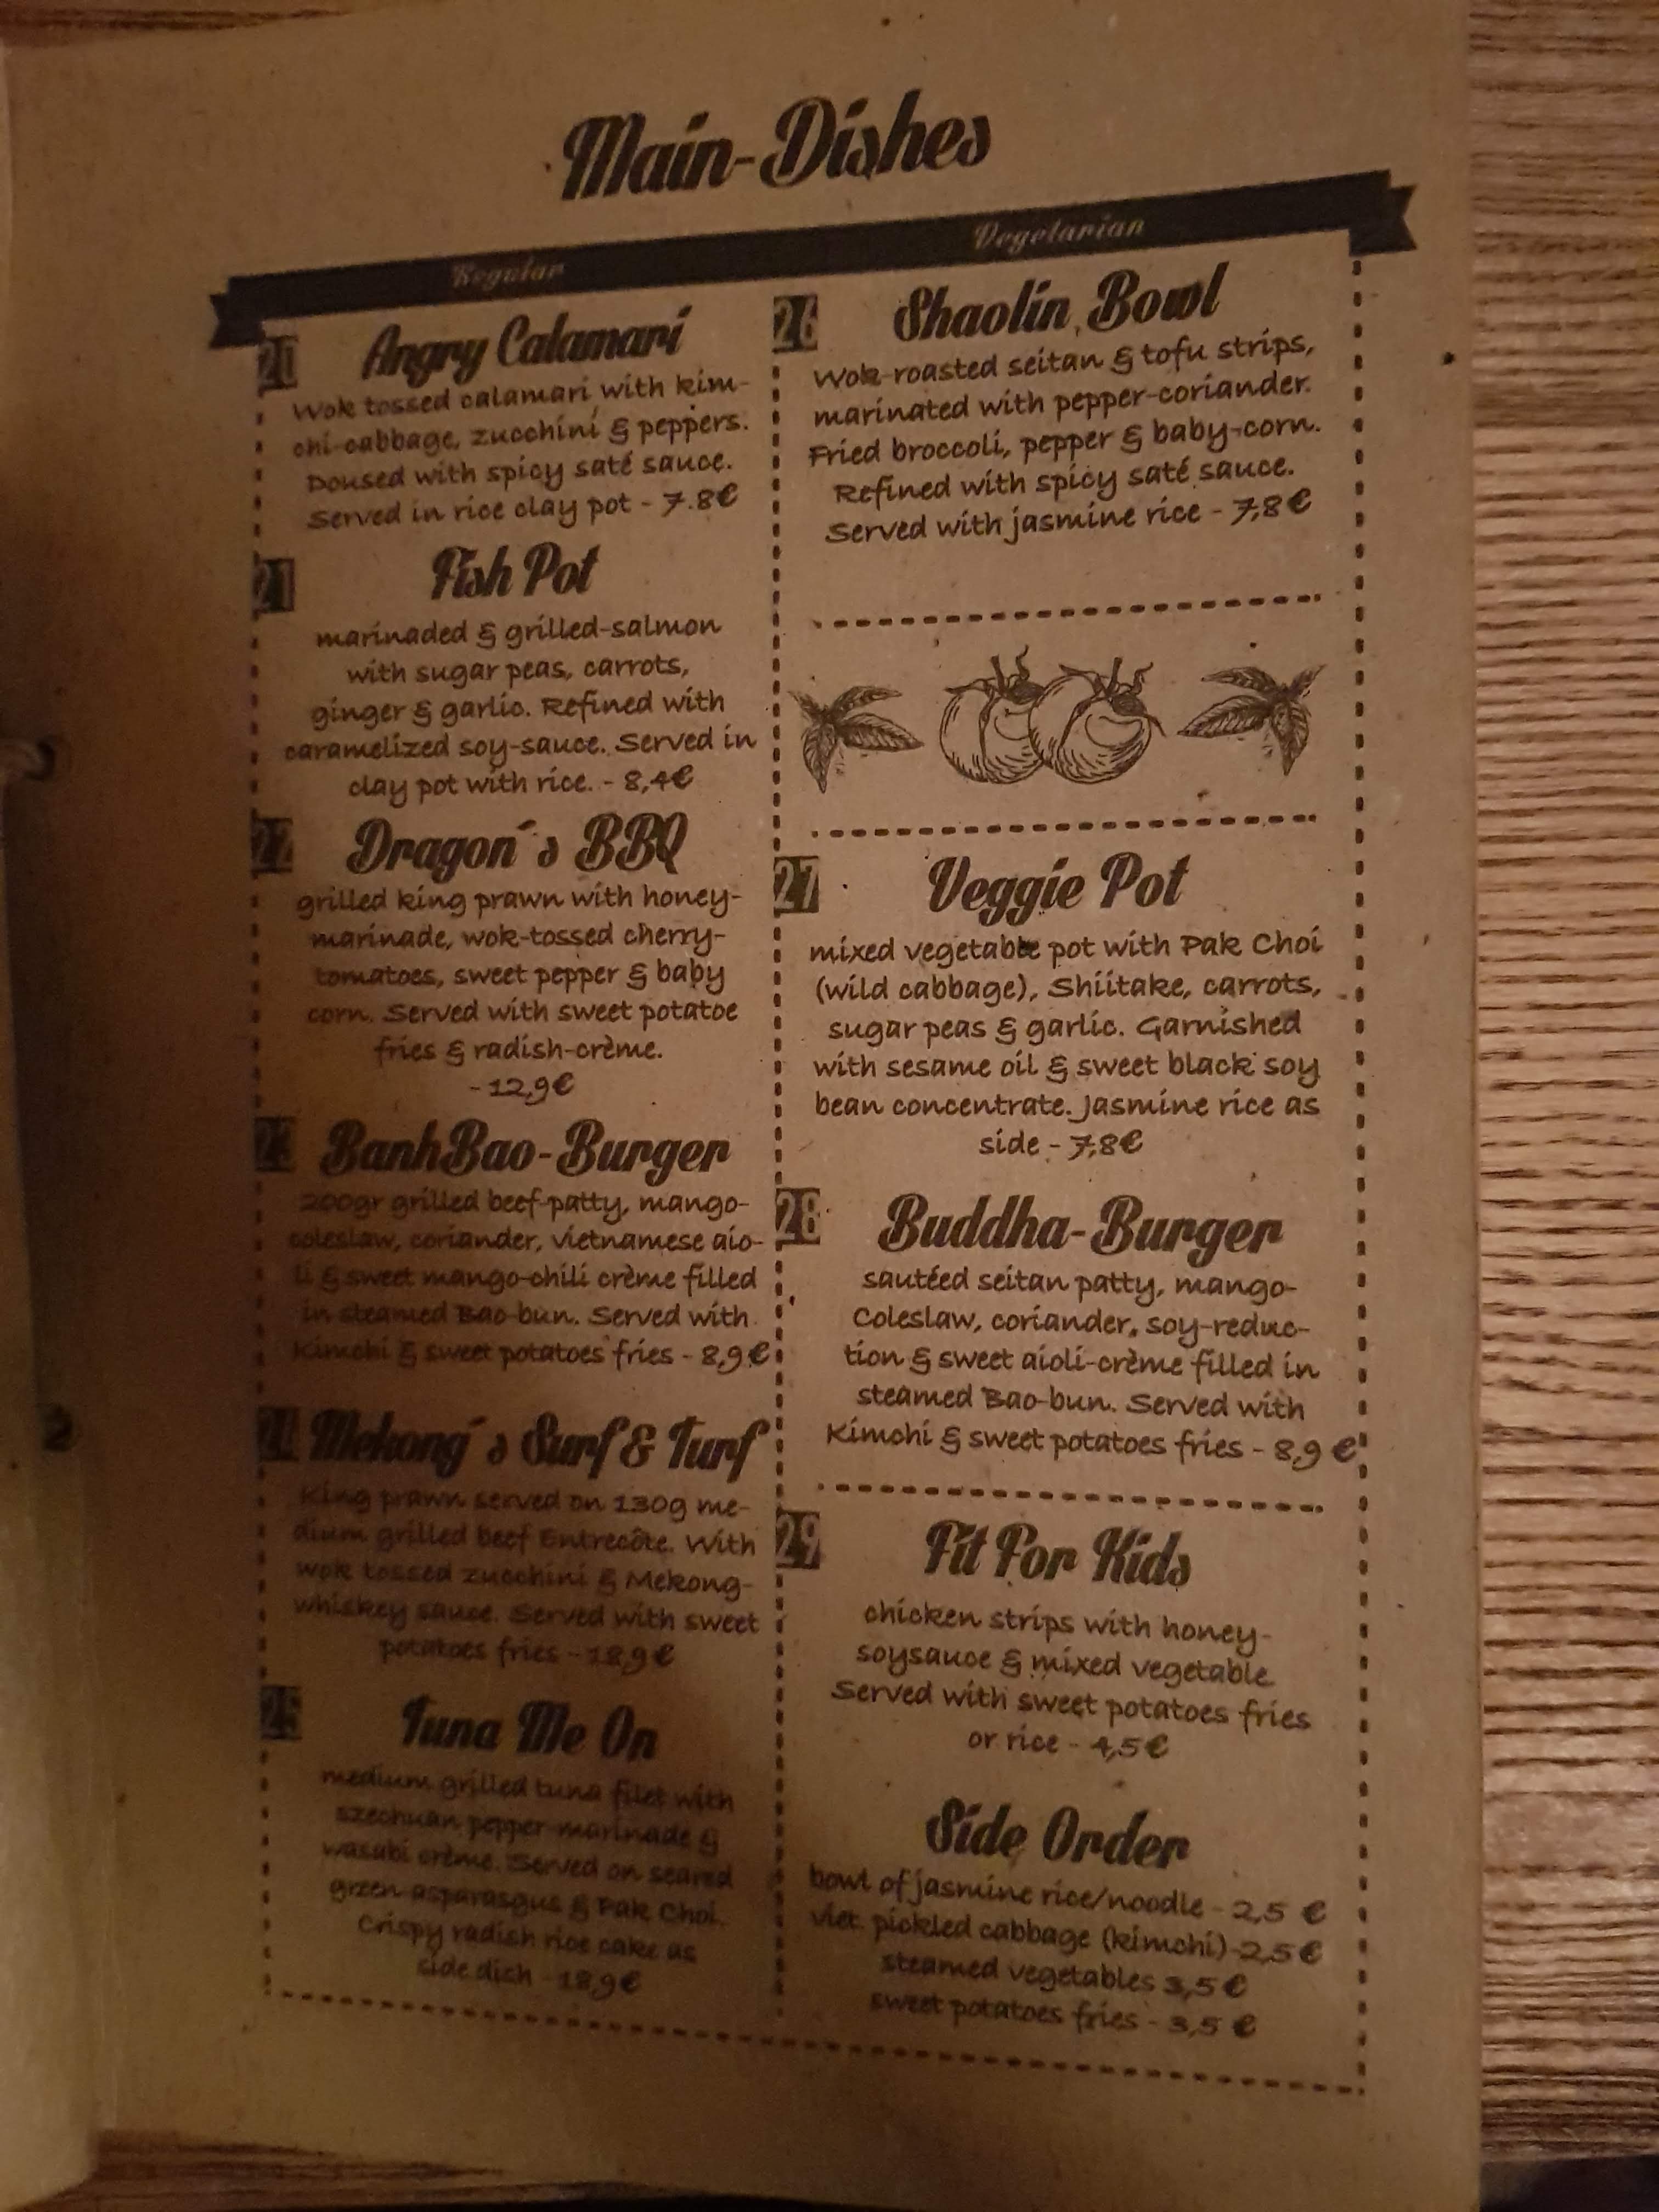 Main-Dishes
Regular
Vegetarian
Angry Calamari
Wok tossed calamari with kim-
chi-cabbage, zucchini & peppers.
Doused with spicy saté sauce.
Served in rice clay pot - 7.8€
21
Fish Pot
marinaded & grilled-salmon
with sugar peas, carrots,
ginger & garlic. Refined with
caramelized soy-sauce. Served in
clay pot with rice. - 8,4€
Dragon´s BBQ
grilled king prawn with honey-
marinade, wok-tossed cherry-
tomatoes, sweet pepper & baby
corn. Served with sweet potatoe
fries & radish-crème.
- 12,9€
BanhBao-Burger
200gr grilled beef-patty, mango-
coleslaw, coriander, vietnamese aio-
li & sweet mango-chili crème filled
in steamed Bao-bun. Served with
Kimchi & sweet potatoes fries - 8,9€
Mekong´s Surf & Turf
King prawn served on 130g me-
dium grilled beef Entrecôte. With
wok tossed zucchini & Mekong-
whiskey sauce. Served with sweet
potatoes fries - 18,9€
Tuna Me On
medium grilled tuna filet with
szechuan pepper-marinade &
wasabi crème. Served on seared
green asparasgus & Pak Choi.
Crispy radish rice cake as
side dish - 18,9€
26
Shaolin Bowl
Wok-roasted seitan & tofu strips,
marinated with pepper-coriander.
Fried broccoli, pepper & baby-corn.
Refined with spicy saté sauce.
Served with jasmine rice - 7,8€
27
Veggie Pot
mixed vegetable pot with Pak Choi
(wild cabbage), Shiitake, carrots,
sugar peas & garlic. Garnished
with sesame oil & sweet black soy
bean concentrate. Jasmine rice as
side - 7,8€
28
Buddha-Burger
sautéed seitan patty, mango-
Coleslaw, coriander, soy-reduc-
tion & sweet aioli-crème filled in
steamed Bao-bun. Served with
Kimchi & sweet potatoes fries - 8,9 €
29
Fit For Kids
chicken strips with honey-
soysauce & mixed vegetable
Served with sweet potatoes fries
or rice - 4,5€
Side Order
bowl of jasmine rice/noodle - 2,5 €
viet. pickled cabbage (kimchi)-2,5€
steamed vegetables 3,5€
sweet potatoes fries - 3,5 €